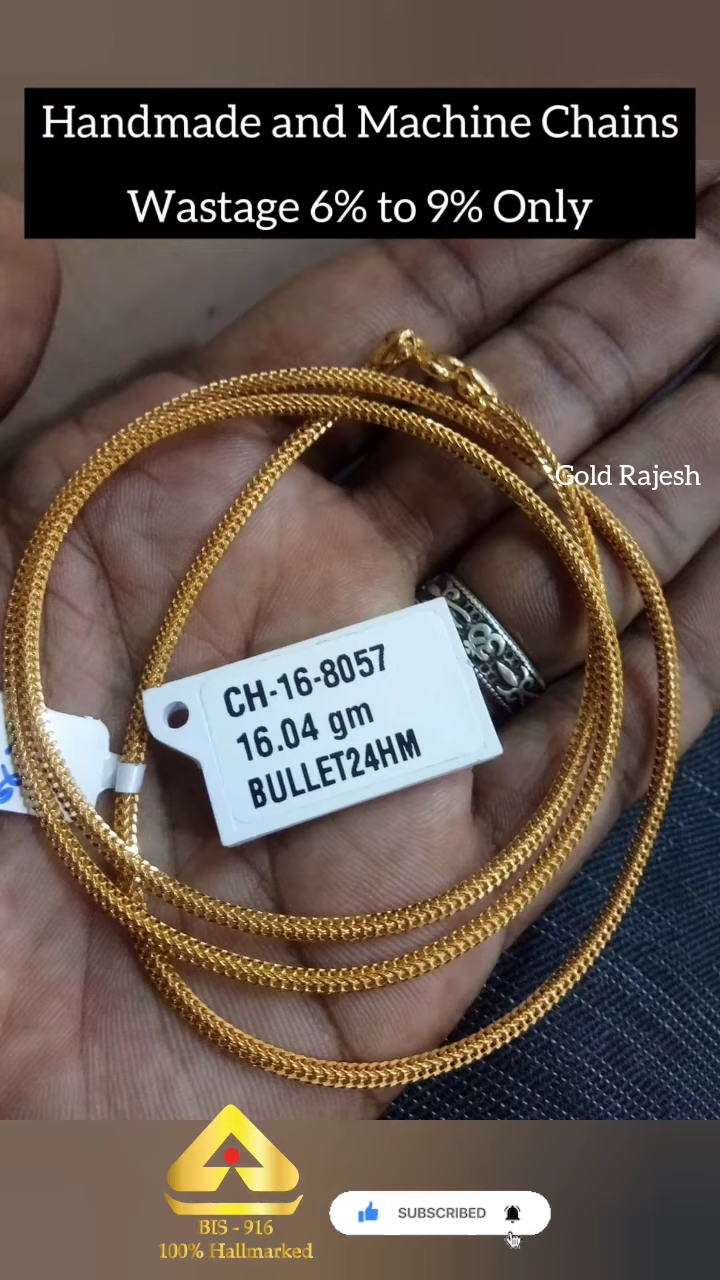 Handmade and Machine Chains
Wastage 6% to 9% Only
Gold Rajesh
CH-16-8057
16.04 gm
BULLET24HM
BIS - 916
100% Hallmarked
SUBSCRIBED